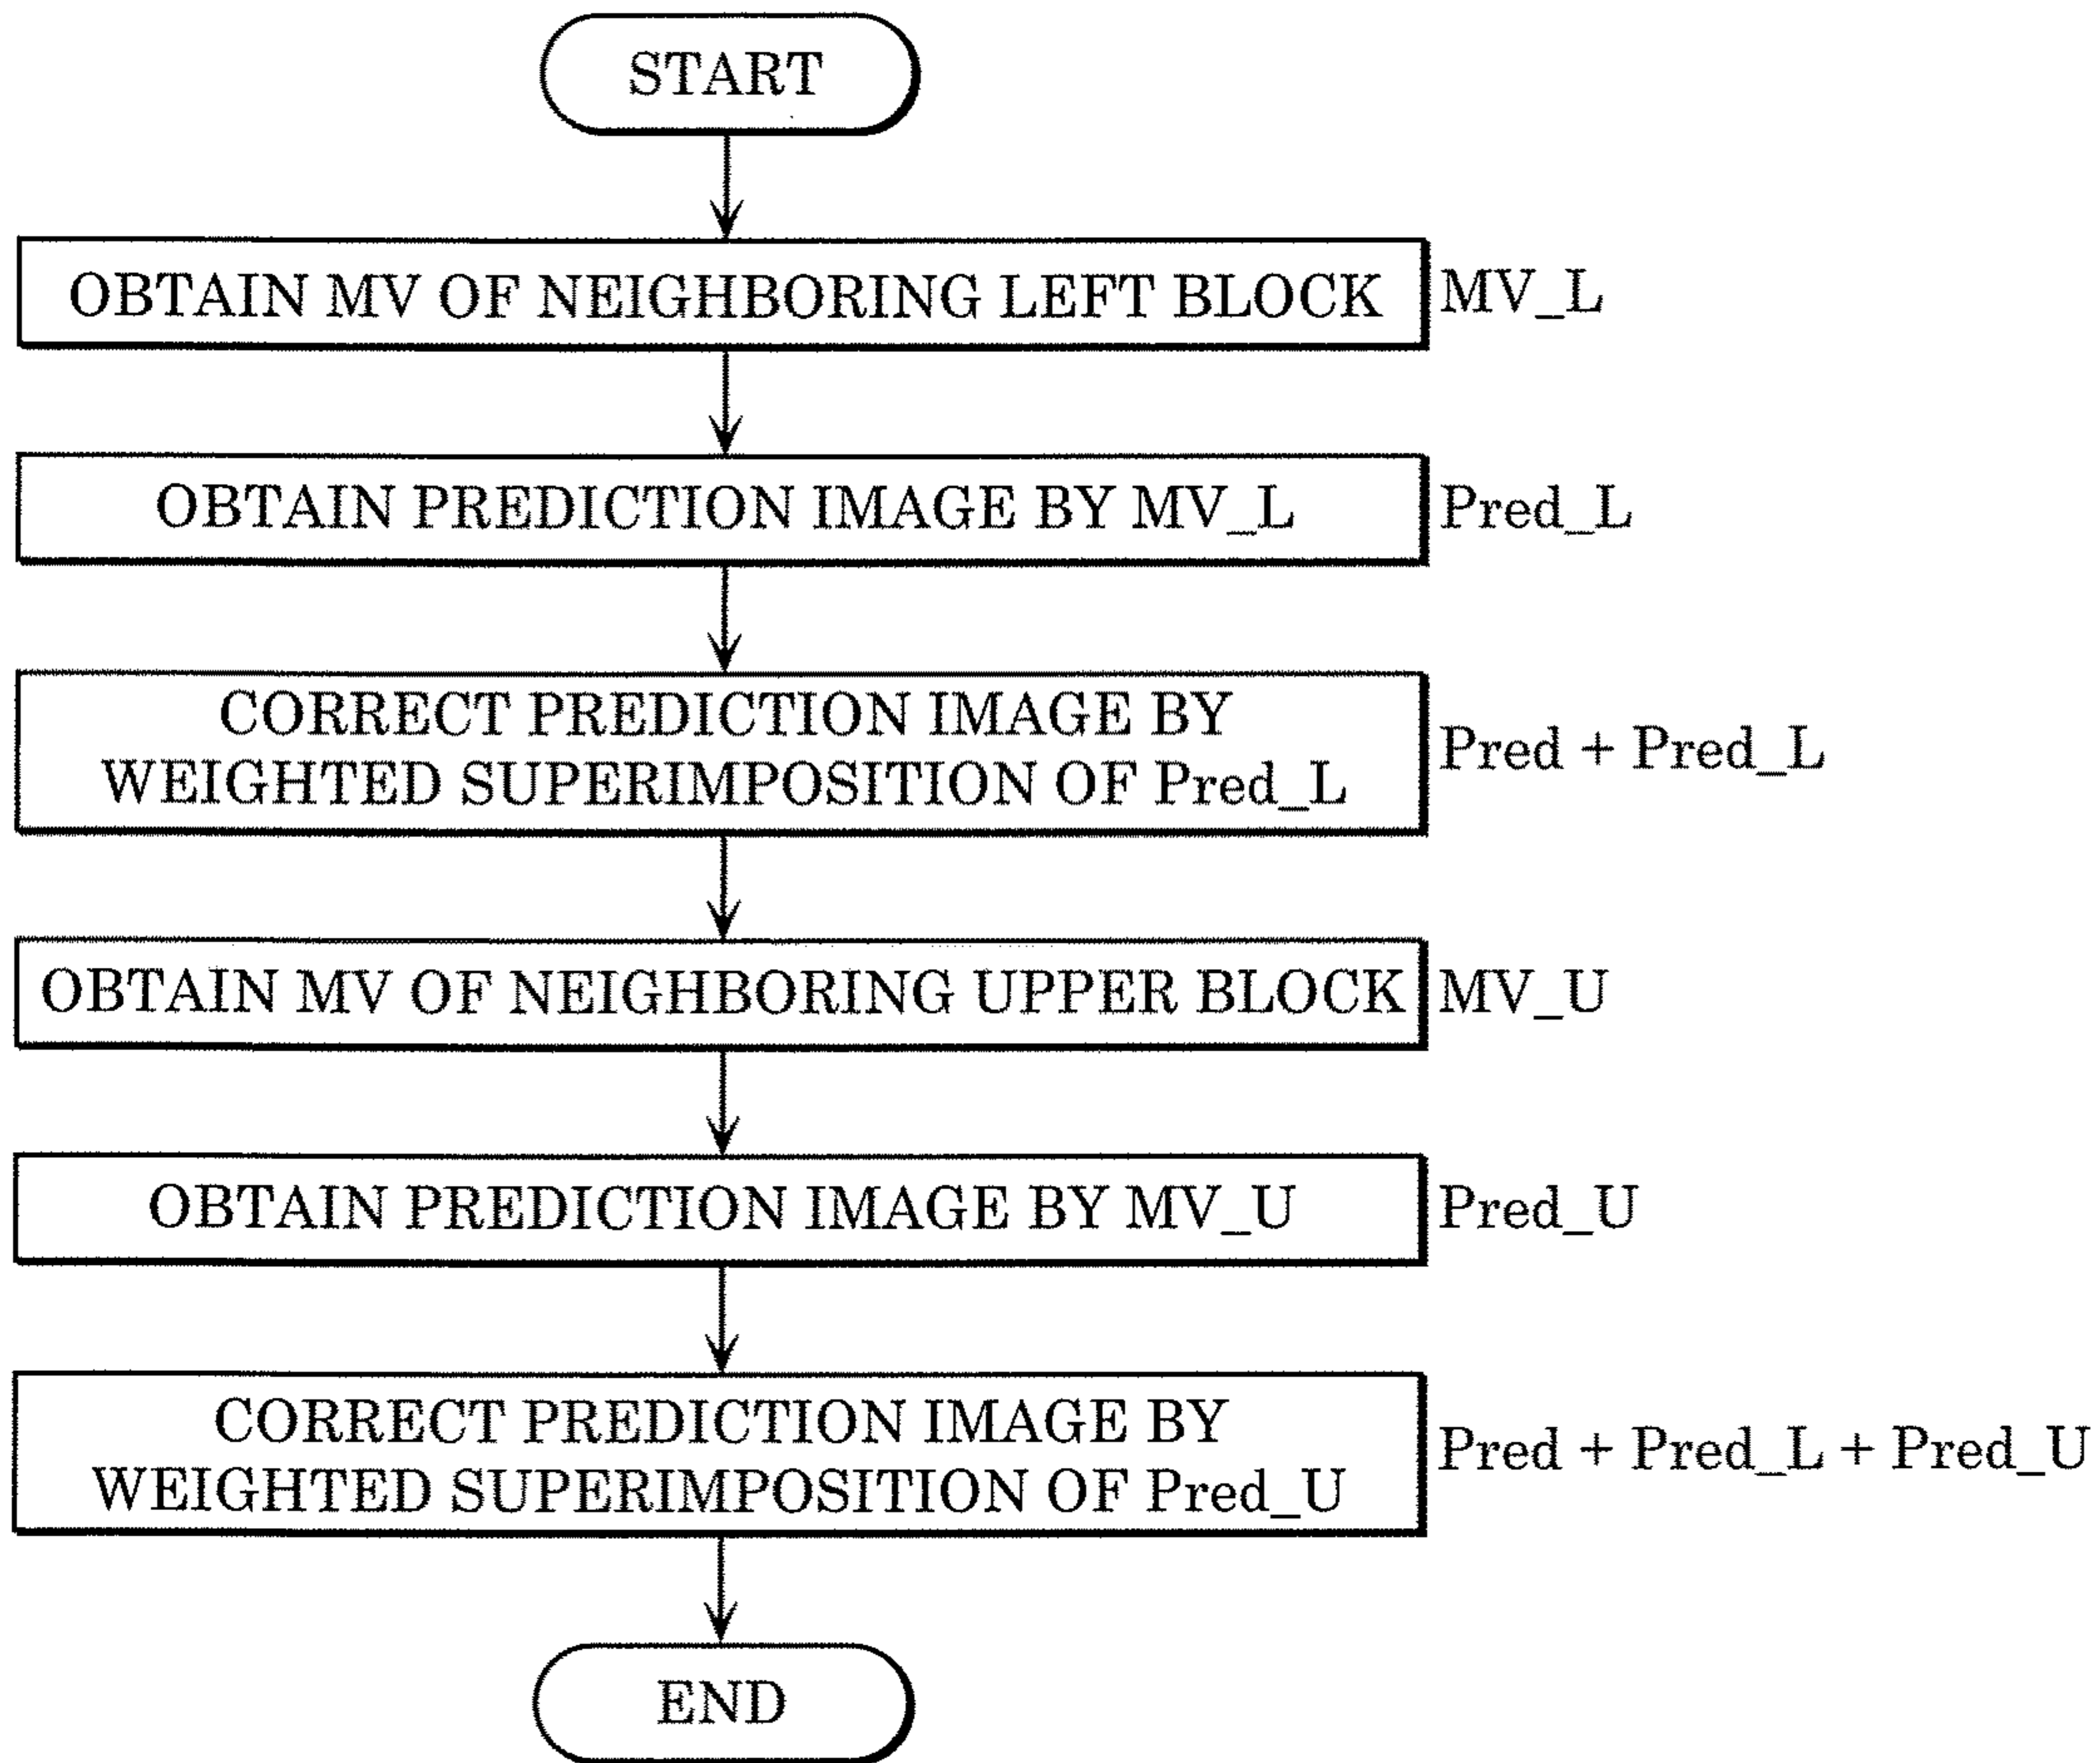 START
OBTAIN MV OF NEIGHBORING LEFT BLOCK
MV_L
OBTAIN PREDICTION IMAGE BY MV_L
Pred_L
CORRECT PREDICTION IMAGE BY
WEIGHTED SUPERIMPOSITION OF Pred_L
Pred + Pred_L
OBTAIN MV OF NEIGHBORING UPPER BLOCK
MV_U
OBTAIN PREDICTION IMAGE BY MV_U
Pred_U
CORRECT PREDICTION IMAGE BY
WEIGHTED SUPERIMPOSITION OF Pred_U
Pred + Pred_L + Pred_U
END